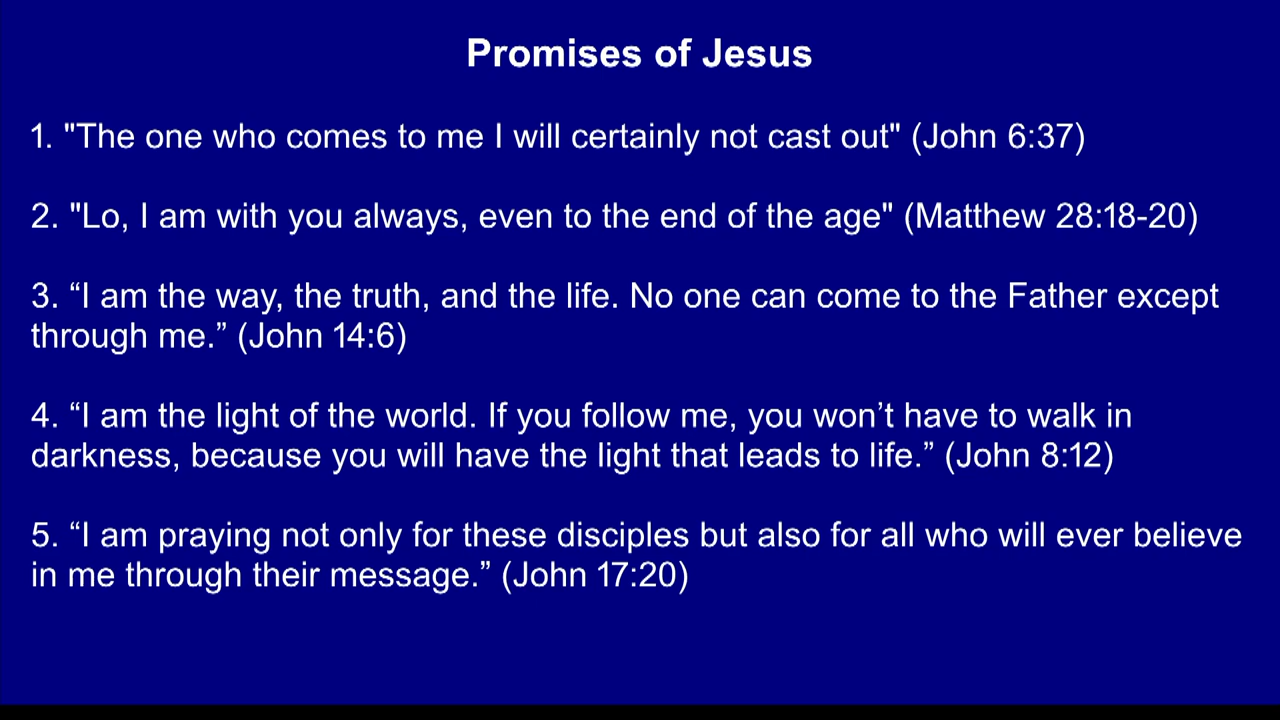 Promises of Jesus
1. "The one who comes to me I will certainly not cast out" (John 6:37)
2. "Lo, I am with you always, even to the end of the age" (Matthew 28:18-20)
3. “I am the way, the truth, and the life. No one can come to the Father except
through me.” (John 14:6)
4. “I am the light of the world. If you follow me, you won’t have to walk in
darkness, because you will have the light that leads to life.” (John 8:12)
5. “I am praying not only for these disciples but also for all who will ever believe
in me through their message.” (John 17:20)